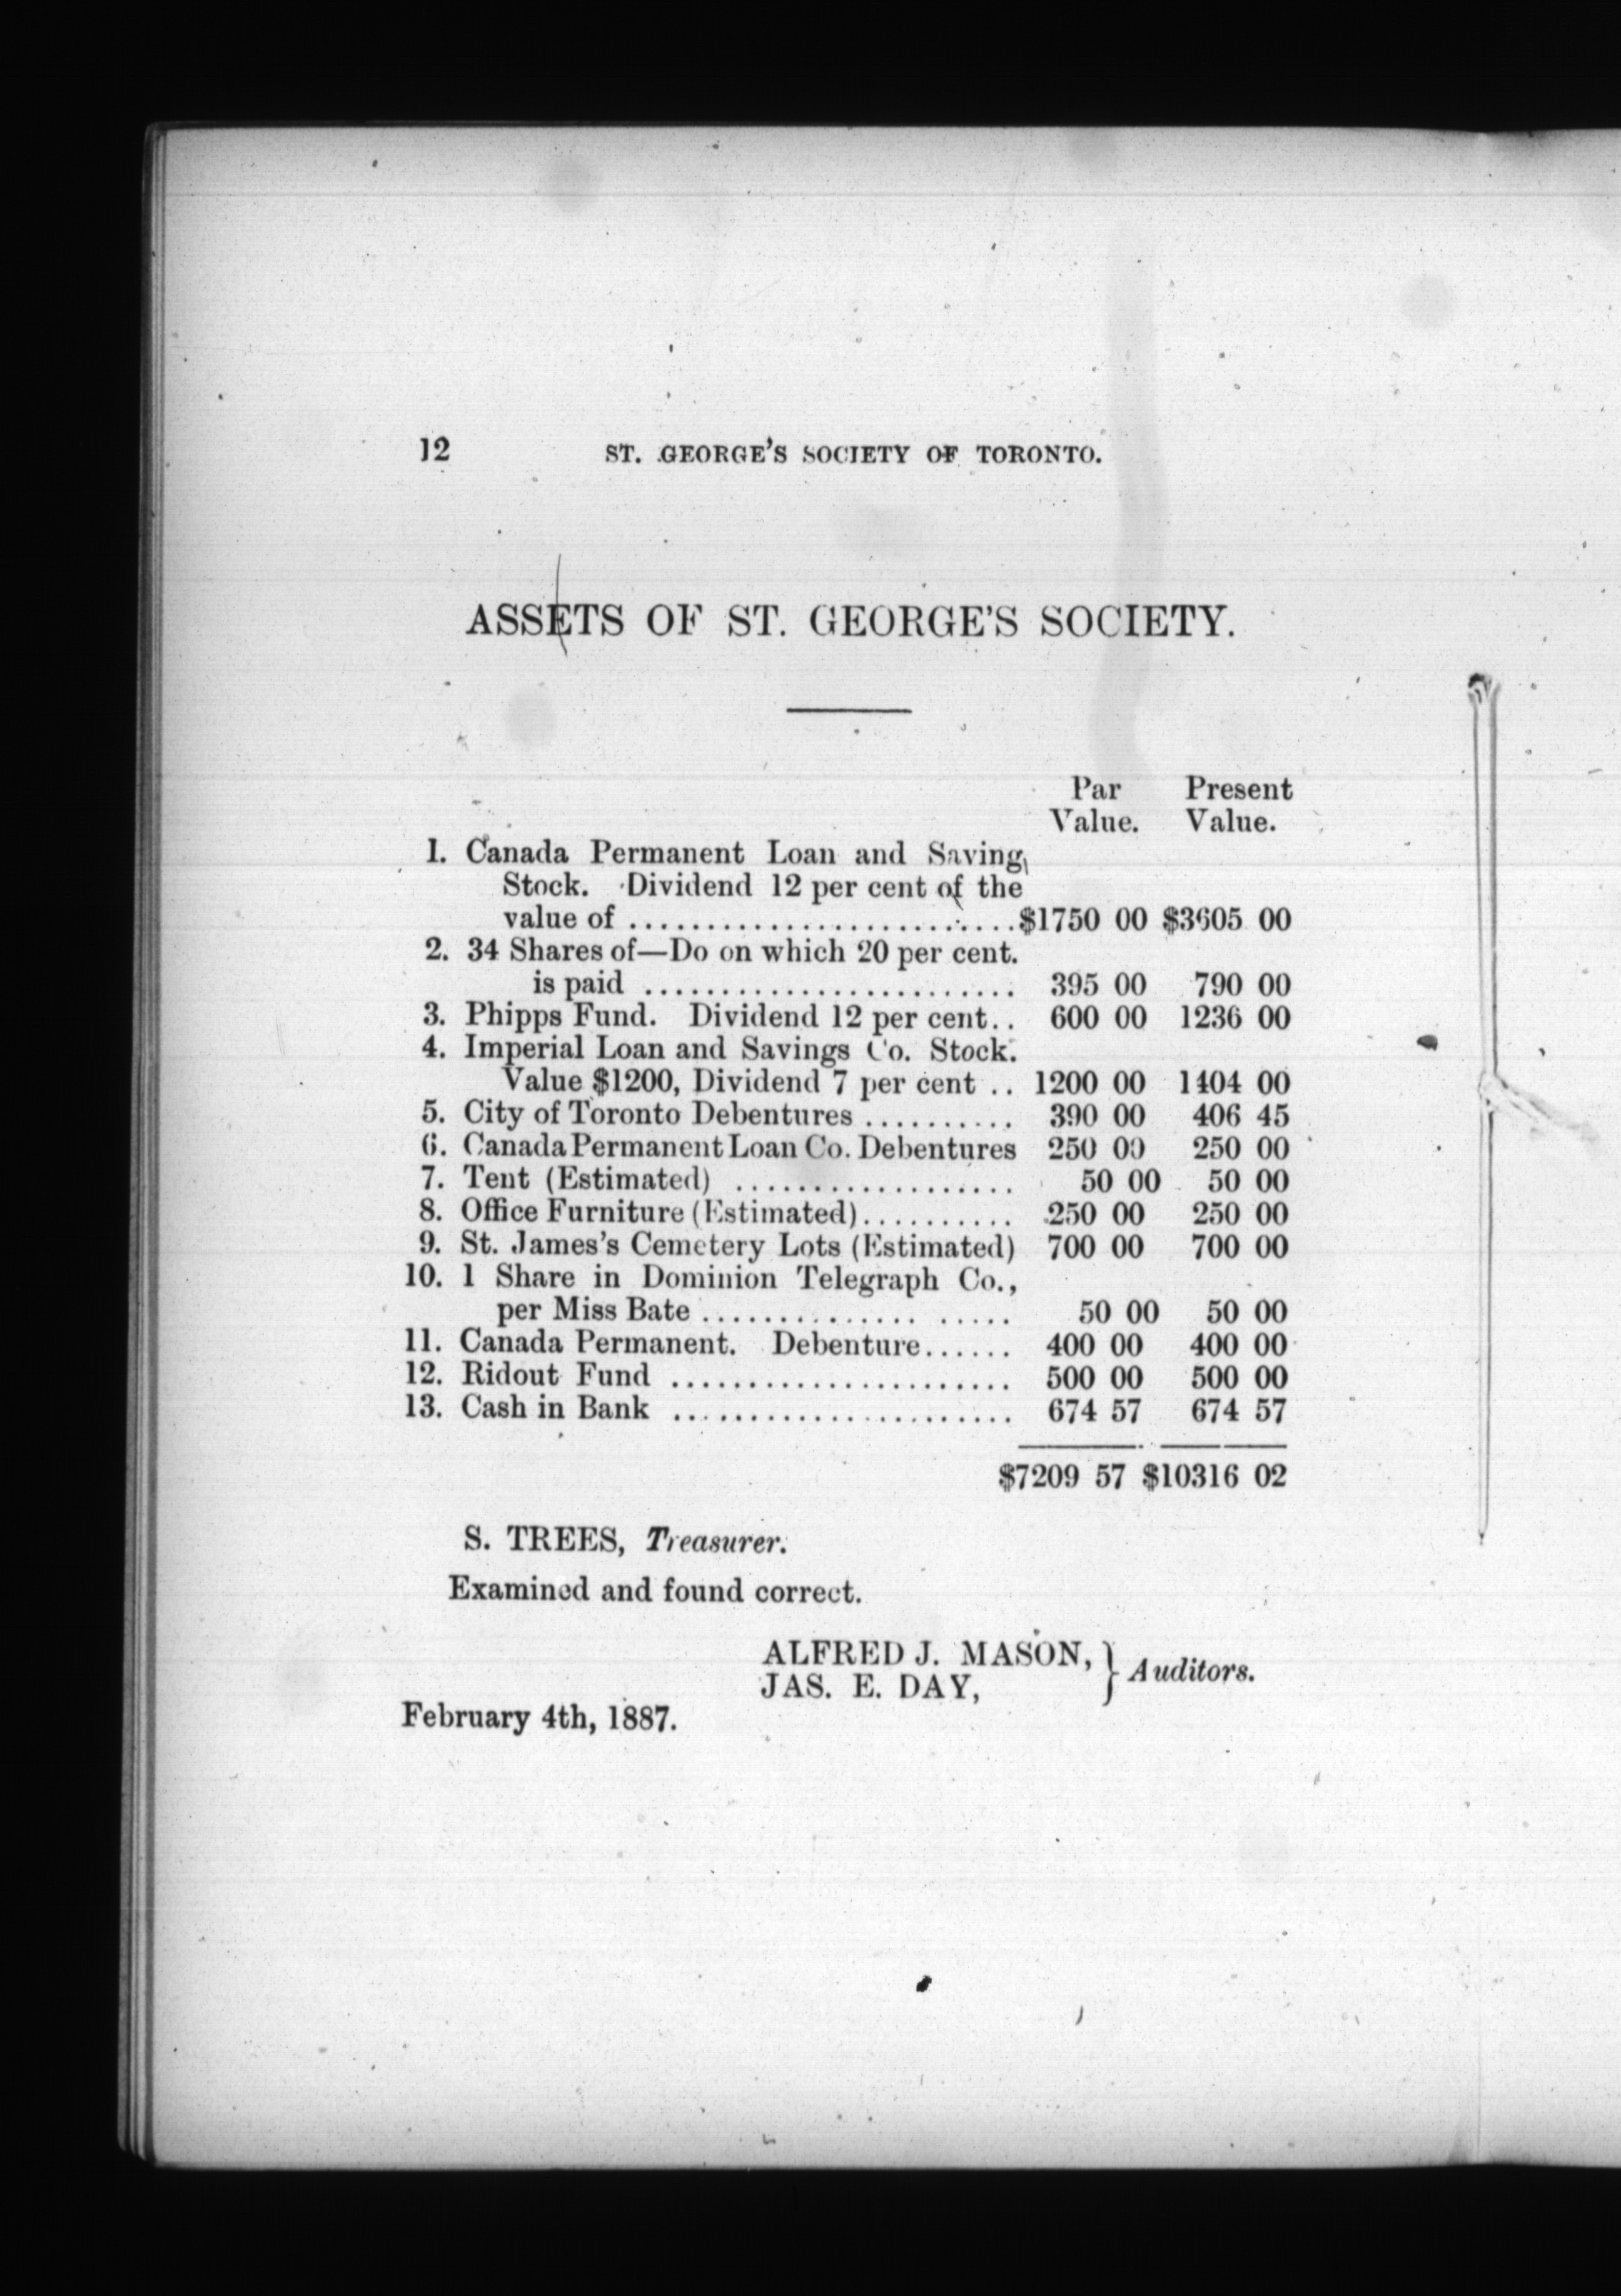 12 ST. GEORGE'S SOCIETY OF TORONTO.
ASSETS OF ST. GEORGE'S SOCIETY.
Par Present
Value. Value.
1. Canada Permanent Loan and Saving
Stock. Dividend 12 per cent of the
value of ........................ $1750 00 $3605 00
2. 34 Shares of—Do on which 20 per cent.
is paid ........................ 395 00 790 00
3. Phipps Fund. Dividend 12 per cent.. 600 00 1236 00
4. Imperial Loan and Savings Co. Stock.
Value $1200, Dividend 7 per cent .. 1200 00 1404 00
5. City of Toronto Debentures .......... 390 00 406 45
6. Canada Permanent Loan Co. Debentures 250 00 250 00
7. Tent (Estimated) .................. 50 00 50 00
8. Office Furniture (Estimated).......... 250 00 250 00
9. St. James's Cemetery Lots (Estimated) 700 00 700 00
10. 1 Share in Dominion Telegraph Co.,
per Miss Bate .................... 50 00 50 00
11. Canada Permanent. Debenture...... 400 00 400 00
12. Ridout Fund ...................... 500 00 500 00
13. Cash in Bank ...................... 674 57 674 57
$7209 57 $10316 02
S. TREES, Treasurer.
Examined and found correct.
ALFRED J. MASON, } Auditors.
JAS. E. DAY,
February 4th, 1887.